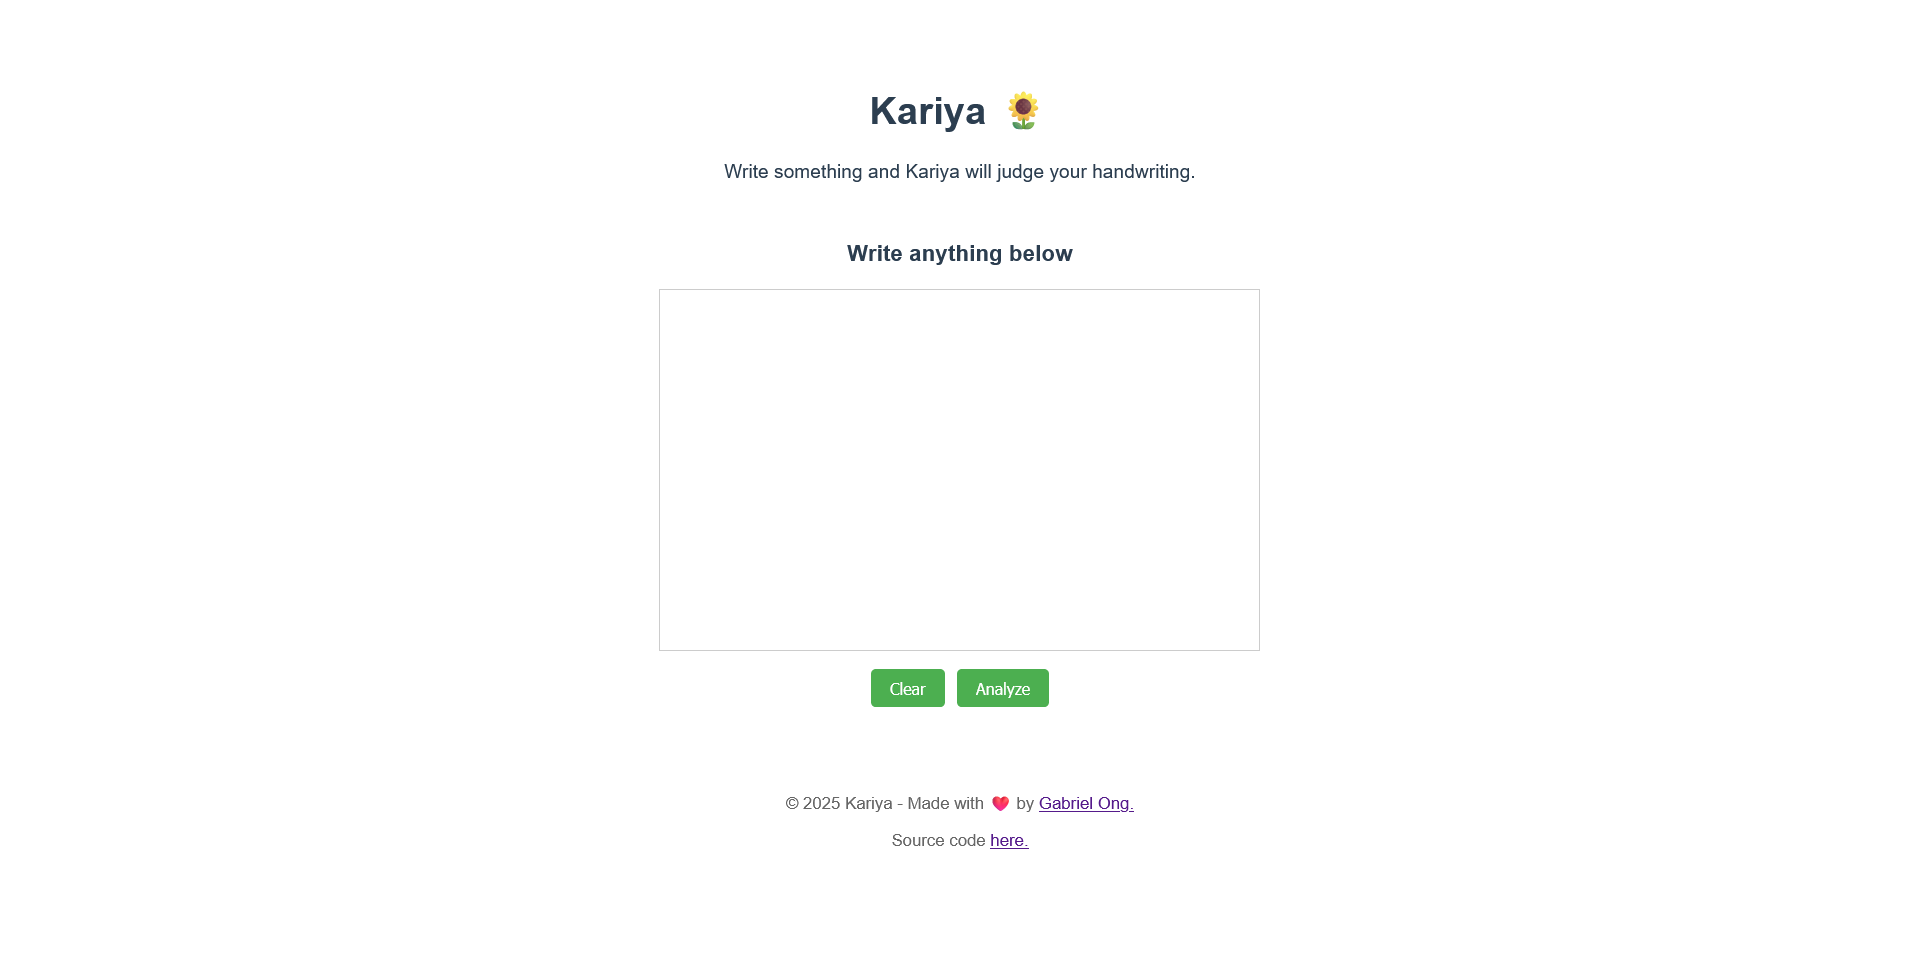 Kariya 🌻
Write something and Kariya will judge your handwriting.
Write anything below
Clear Analyze
© 2025 Kariya - Made with ❤️ by Gabriel Ong.
Source code here.